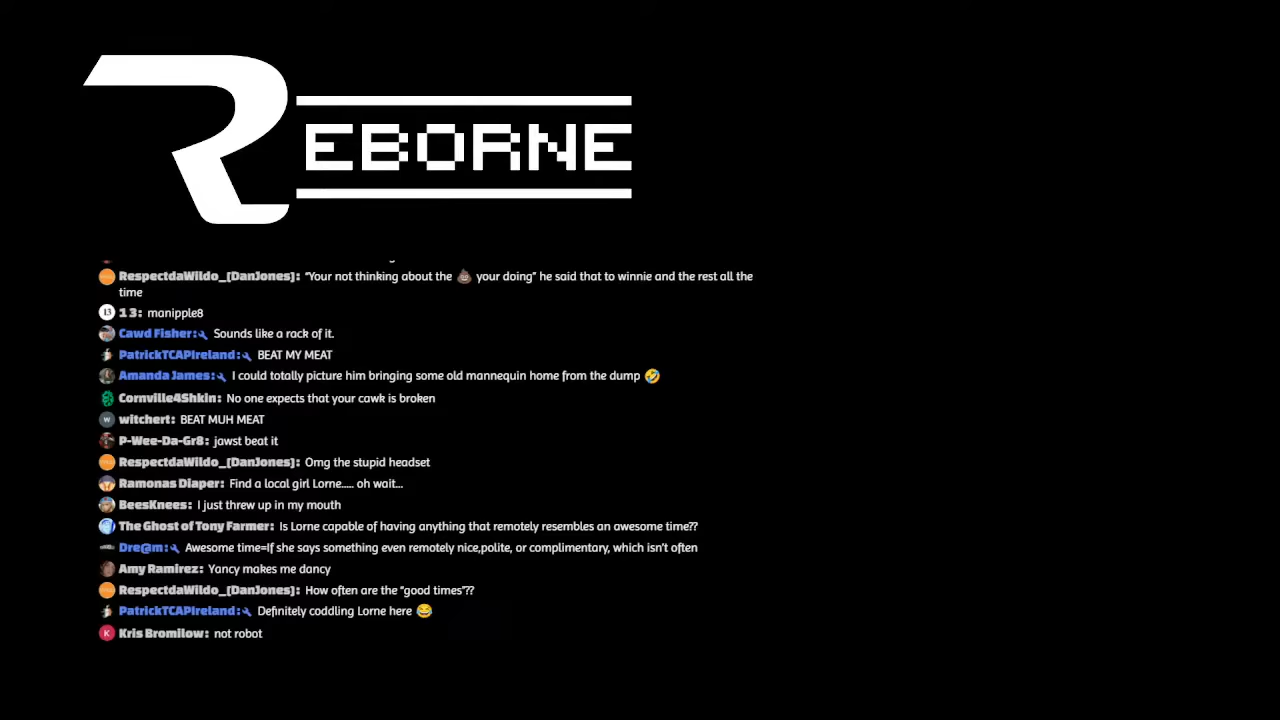 REBORNE
RespectdaWildo_(DanJones): "Your not thinking about the 💩 your doing" he said that to winnie and the rest all the
time
13 1 3: manipple8
Cawd Fisher: Sounds like a rack of it.
PatrickTCAPIreland: BEAT MY MEAT
Amanda James: I could totally picture him bringing some old mannequin home from the dump 🤣
Cornville4Shkin: No one expects that your cawk is broken
W witchert: BEAT MUH MEAT
P-Wee-Da-Gr8: jawst beat it
RespectdaWildo_(DanJones): Omg the stupid headset
Ramonas Diaper: Find a local girl Lorne..... oh wait...
BeesKnees: I just threw up in my mouth
The Ghost of Tony Farmer: Is Lorne capable of having anything that remotely resembles an awesome time??
Dre@m: Awesome time=If she says something even remotely nice,polite, or complimentary, which isn't often
Amy Ramirez: Yancy makes me dancy
RespectdaWildo_(DanJones): How often are the "good times"??
PatrickTCAPIreland: Definitely coddling Lorne here 😂
K Kris Bromilow: not robot